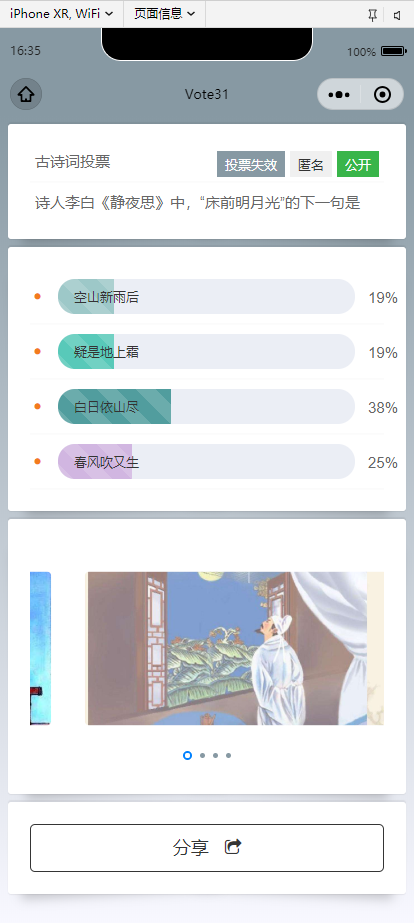 iPhone XR, WiFi 页面信息
16:35 100%
Vote31
古诗词投票 投票失效 匿名 公开
诗人李白《静夜思》中，“床前明月光”的下一句是
空山新雨后 19%
疑是地上霜 19%
白日依山尽 38%
春风吹又生 25%
分享